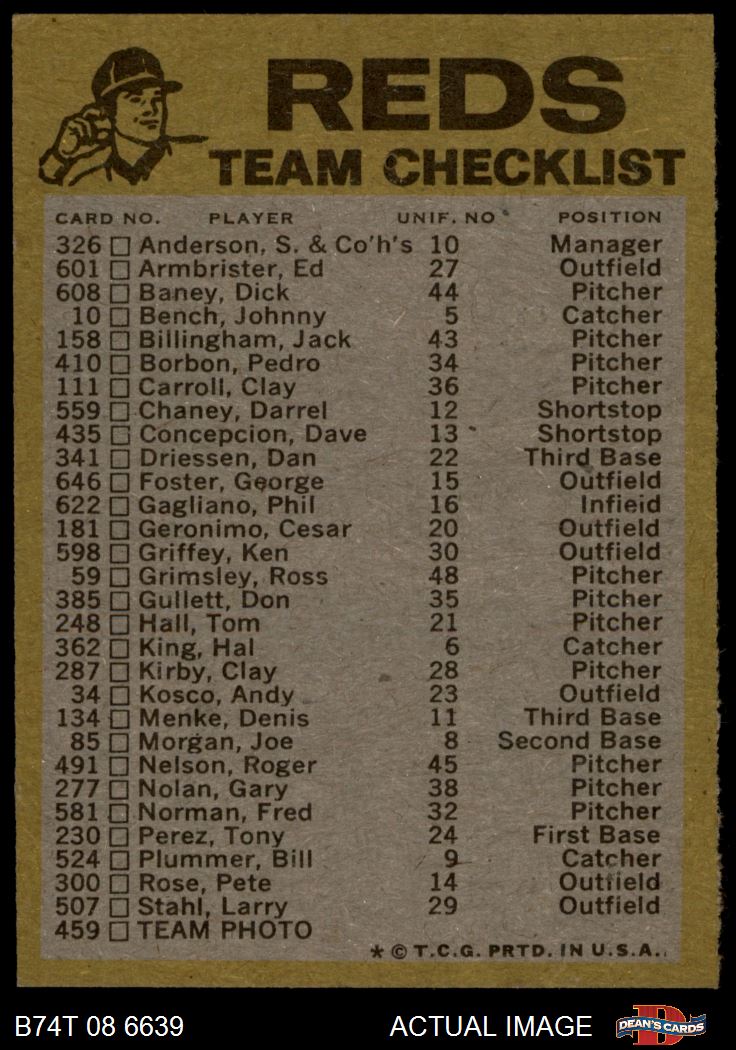 REDS
TEAM CHECKLIST
CARD NO. PLAYER UNIF. NO POSITION
326 Anderson, S. & Co'h's 10 Manager
601 Armbrister, Ed 27 Outfield
608 Baney, Dick 44 Pitcher
10 Bench, Johnny 5 Catcher
158 Billingham, Jack 43 Pitcher
410 Borbon, Pedro 34 Pitcher
111 Carroll, Clay 36 Pitcher
559 Chaney, Darrel 12 Shortstop
435 Concepcion, Dave 13 Shortstop
341 Driessen, Dan 22 Third Base
646 Foster, George 15 Outfield
622 Gagliano, Phil 16 Infieid
181 Geronimo, Cesar 20 Outfield
598 Griffey, Ken 30 Outfield
59 Grimsley, Ross 48 Pitcher
385 Gullett, Don 35 Pitcher
248 Hall, Tom 21 Pitcher
362 King, Hal 6 Catcher
287 Kirby, Clay 28 Pitcher
34 Kosco, Andy 23 Outfield
134 Menke, Denis 11 Third Base
85 Morgan, Joe 8 Second Base
491 Nelson, Roger 45 Pitcher
277 Nolan, Gary 38 Pitcher
581 Norman, Fred 32 Pitcher
230 Perez, Tony 24 First Base
524 Plummer, Bill 9 Catcher
300 Rose, Pete 14 Outfield
507 Stahl, Larry 29 Outfield
459 TEAM PHOTO
* © T.C.G. PRTD. IN U.S.A.
B74T 08 6639 ACTUAL IMAGE DEAN'S CARDS